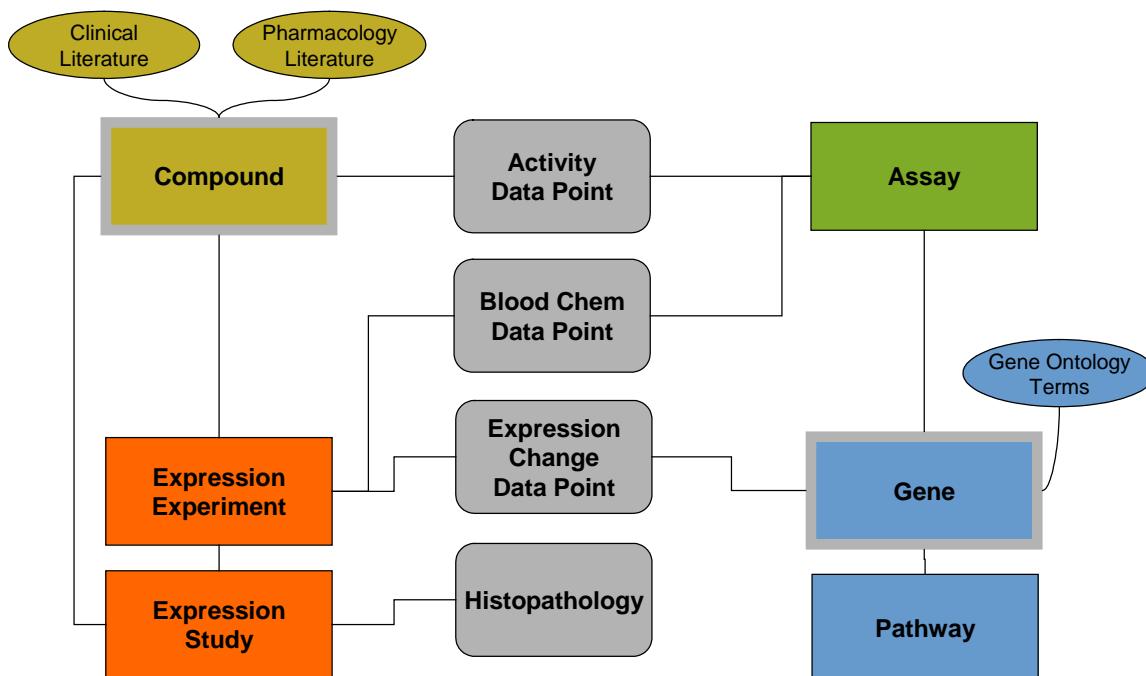 Clinical
Literature
Pharmacology
Literature
Compound
Activity
Data Point
Assay
Blood Chem
Data Point
Gene Ontology
Terms
Expression
Experiment
Expression
Change
Data Point
Gene
Expression
Study
Histopathology
Pathway